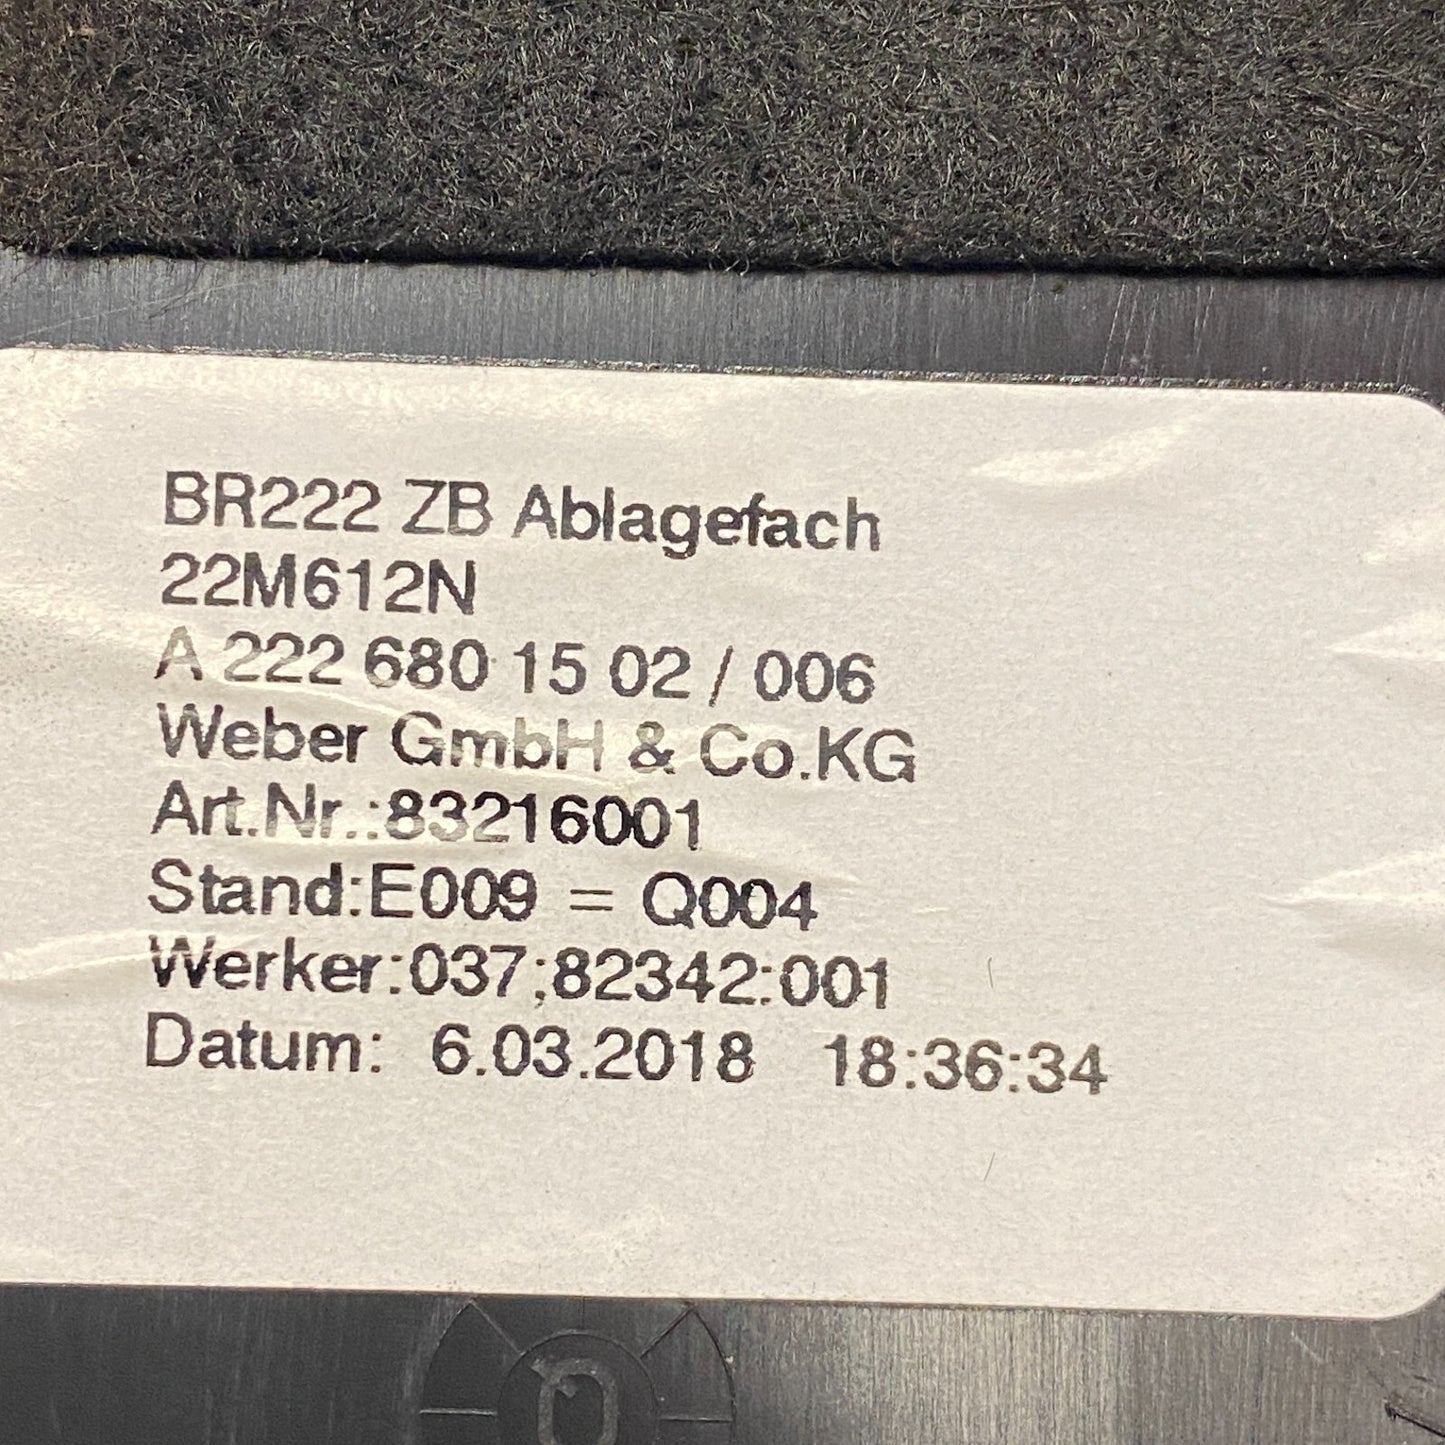 BR222 ZB Ablagefach
22M612N
A 222 680 15 02 / 006
Weber GmbH & Co.KG
Art.Nr.:83216001
Stand:E009 = Q004
Werker:037;82342:001
Datum: 6.03.2018 18:36:34